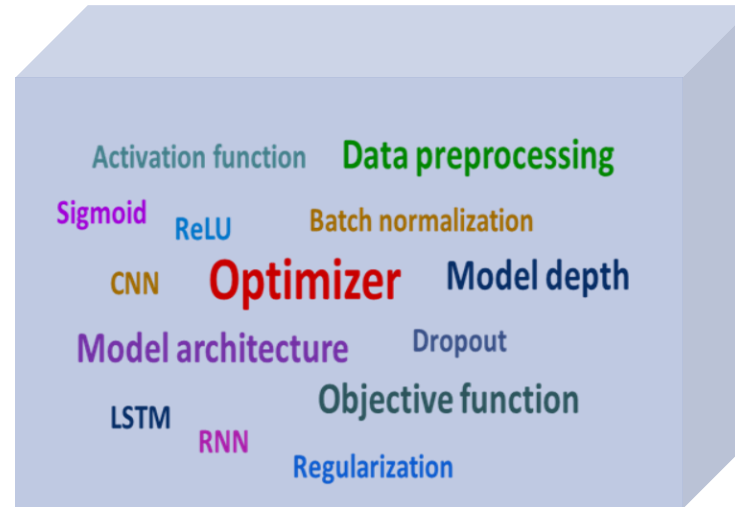 Activation function
Data preprocessing
Sigmoid
ReLU
Batch normalization
CNN
Optimizer
Model depth
Model architecture
Dropout
LSTM
RNN
Objective function
Regularization